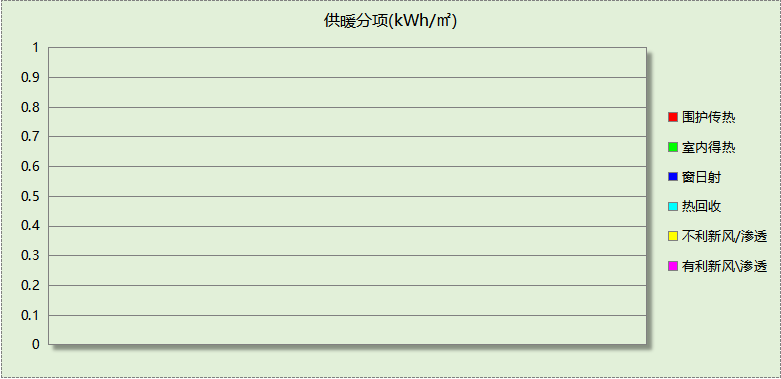 供暖分项(kWh/㎡)
1
0.9
0.8
0.7
0.6
0.5
0.4
0.3
0.2
0.1
0
围护传热
室内得热
窗日射
热回收
不利新风/渗透
有利新风\渗透